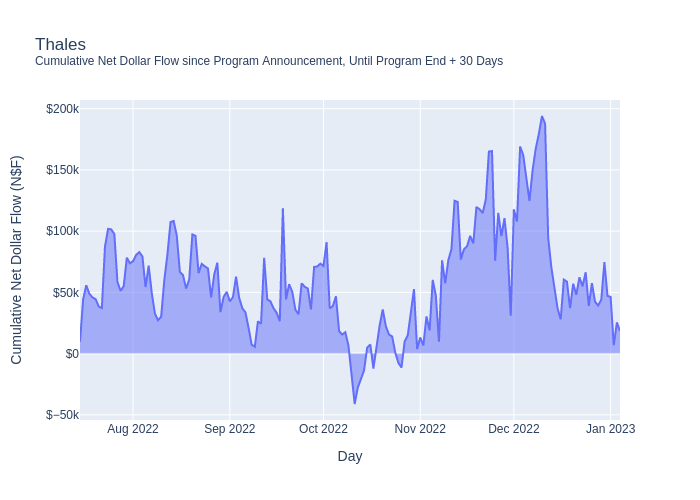 Thales
Cumulative Net Dollar Flow since Program Announcement, Until Program End + 30 Days
Cumulative Net Dollar Flow (N$F)
$200k
$150k
$100k
$50k
$0
$−50k
Aug 2022 Sep 2022 Oct 2022 Nov 2022 Dec 2022 Jan 2023
Day